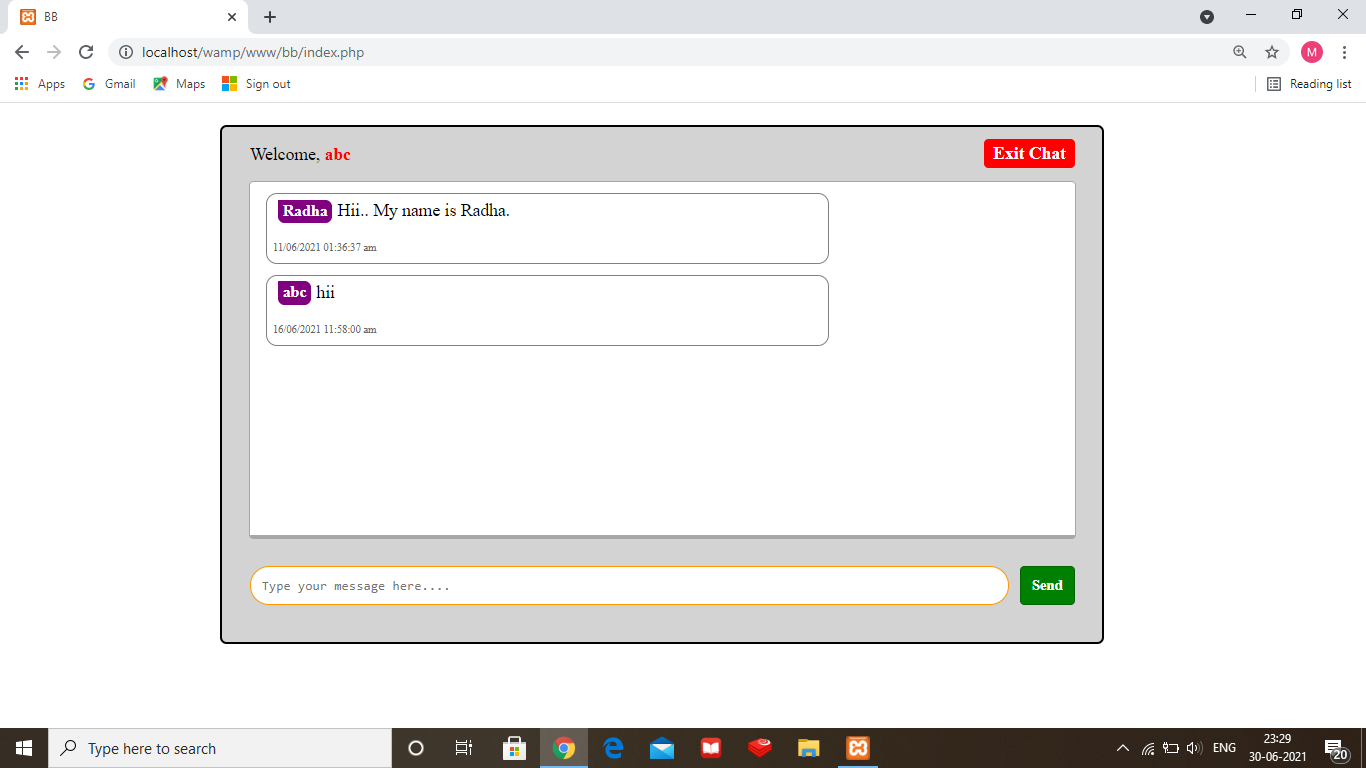 BB
localhost/wamp/www/bb/index.php
M
Apps Gmail Maps Sign out Reading list
Welcome, abc
Exit Chat
Radha Hii.. My name is Radha.
11/06/2021 01:36:37 am
abc hii
16/06/2021 11:58:00 am
Type your message here....
Send
Type here to search
ENG
23:29
30-06-2021
20